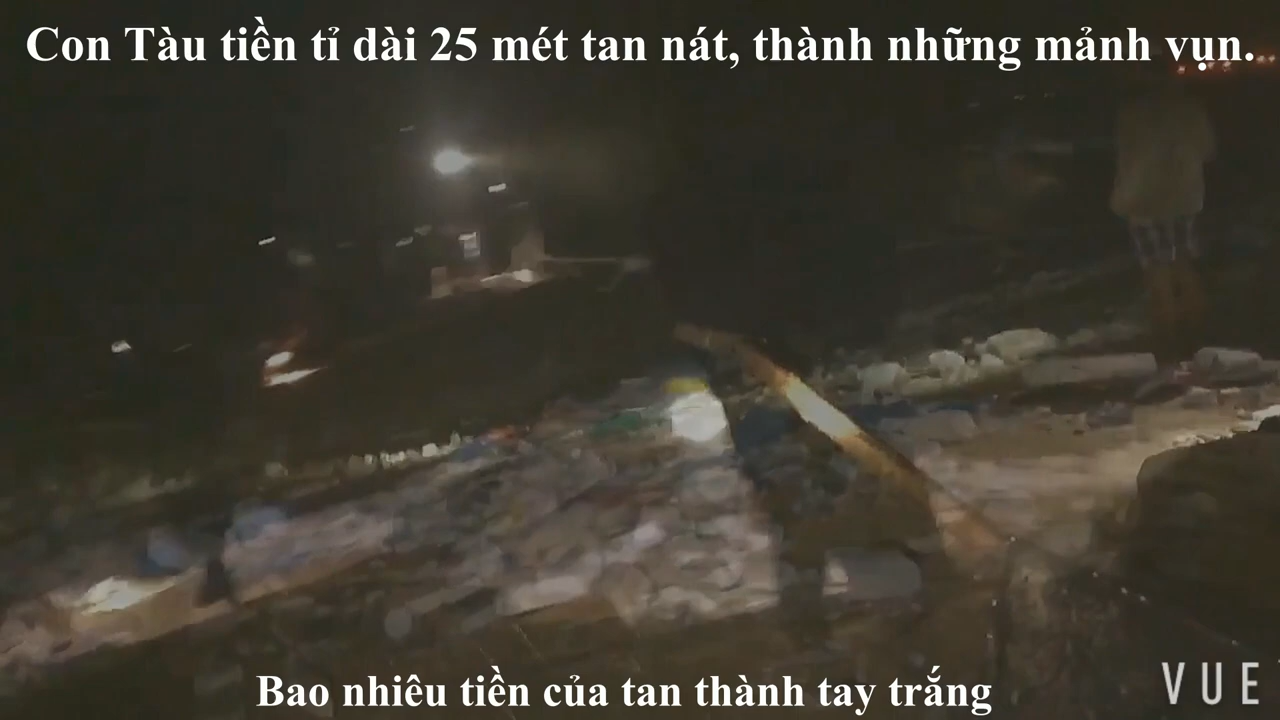 Con Tàu tiền tỉ dài 25 mét tan nát, thành những mảnh vụn.
Bao nhiêu tiền của tan thành tay trắng
VUE